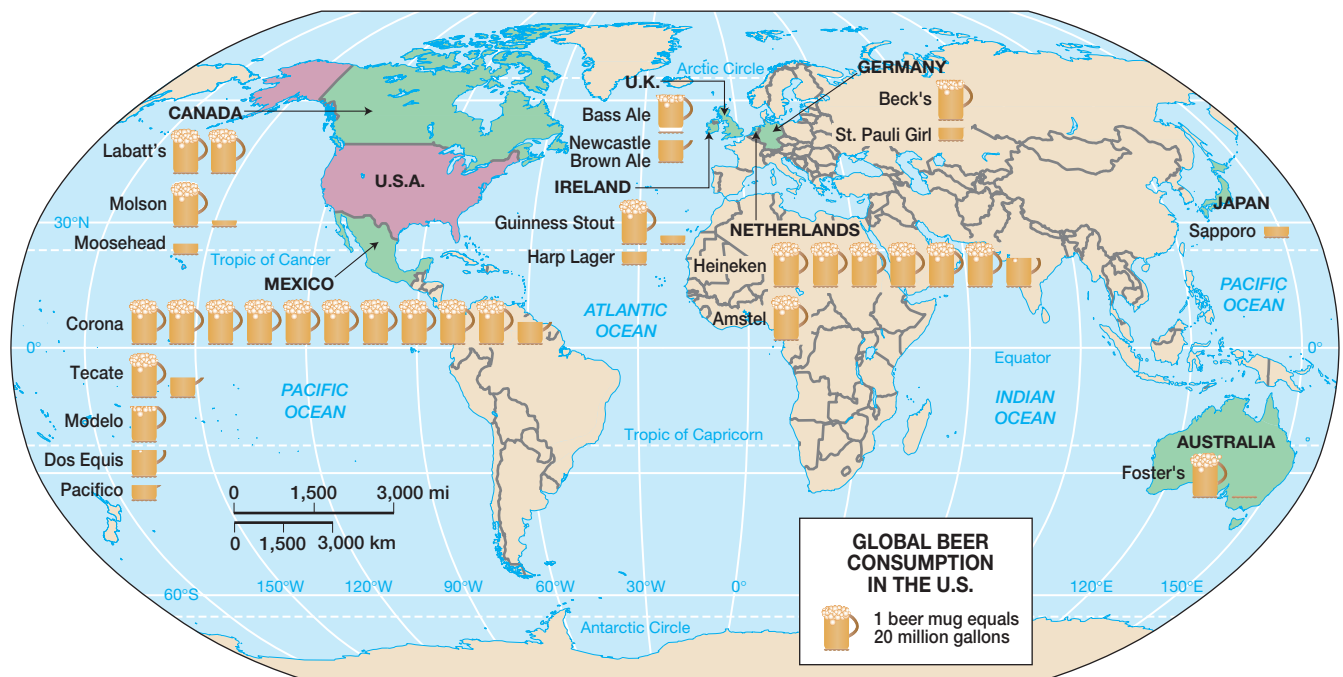 Arctic Circle
GERMANY
U.K.
Beck's
CANADA
Bass Ale
St. Pauli Girl
Labatt's
Newcastle
Brown Ale
U.S.A.
IRELAND
Molson
30°N
JAPAN
Guinness Stout
NETHERLANDS
Sapporo
Moosehead
Tropic of Cancer
Harp Lager
Heineken
MEXICO
PACIFIC
OCEAN
ATLANTIC
OCEAN
Amstel
Corona
0°
Equator
0°
Tecate
PACIFIC
OCEAN
INDIAN
OCEAN
Modelo
Tropic of Capricorn
AUSTRALIA
Dos Equis
Foster's
Pacifico
0 1,500 3,000 mi
0 1,500 3,000 km
GLOBAL BEER
CONSUMPTION
IN THE U.S.
1 beer mug equals
20 million gallons
60°S
150°W 120°W 90°W 60°W 30°W 0° 120°E 150°E
Antarctic Circle